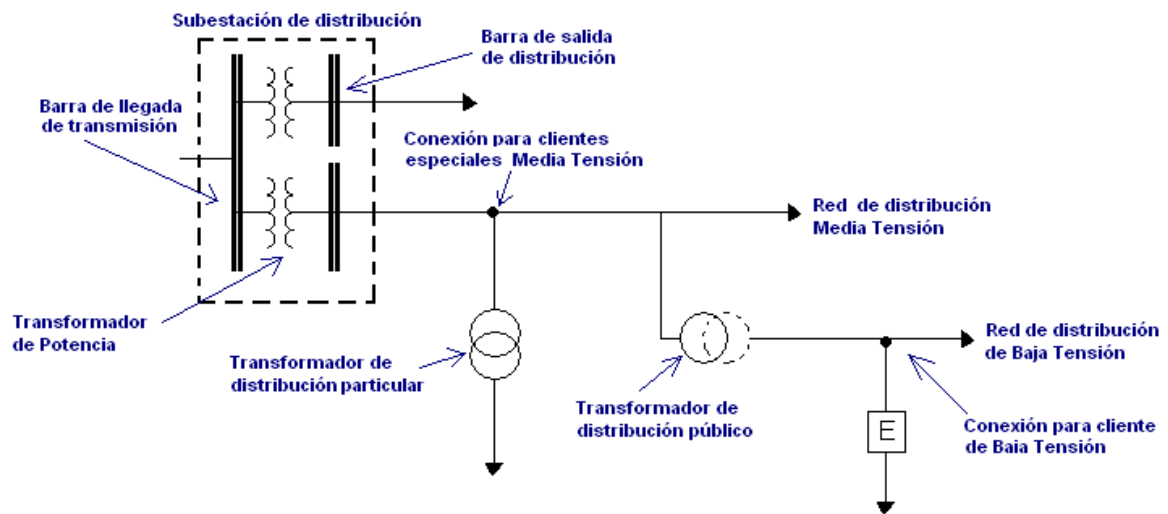 Subestación de distribución
Barra de salida
de distribución
Barra de llegada
de transmisión
Conexión para clientes
especiales Media Tensión
Red de distribución
Media Tensión
Transformador
de Potencia
Transformador de
distribución particular
Red de distribución
de Baja Tensión
Transformador de
distribución público
E
Conexión para cliente
de Baia Tensión